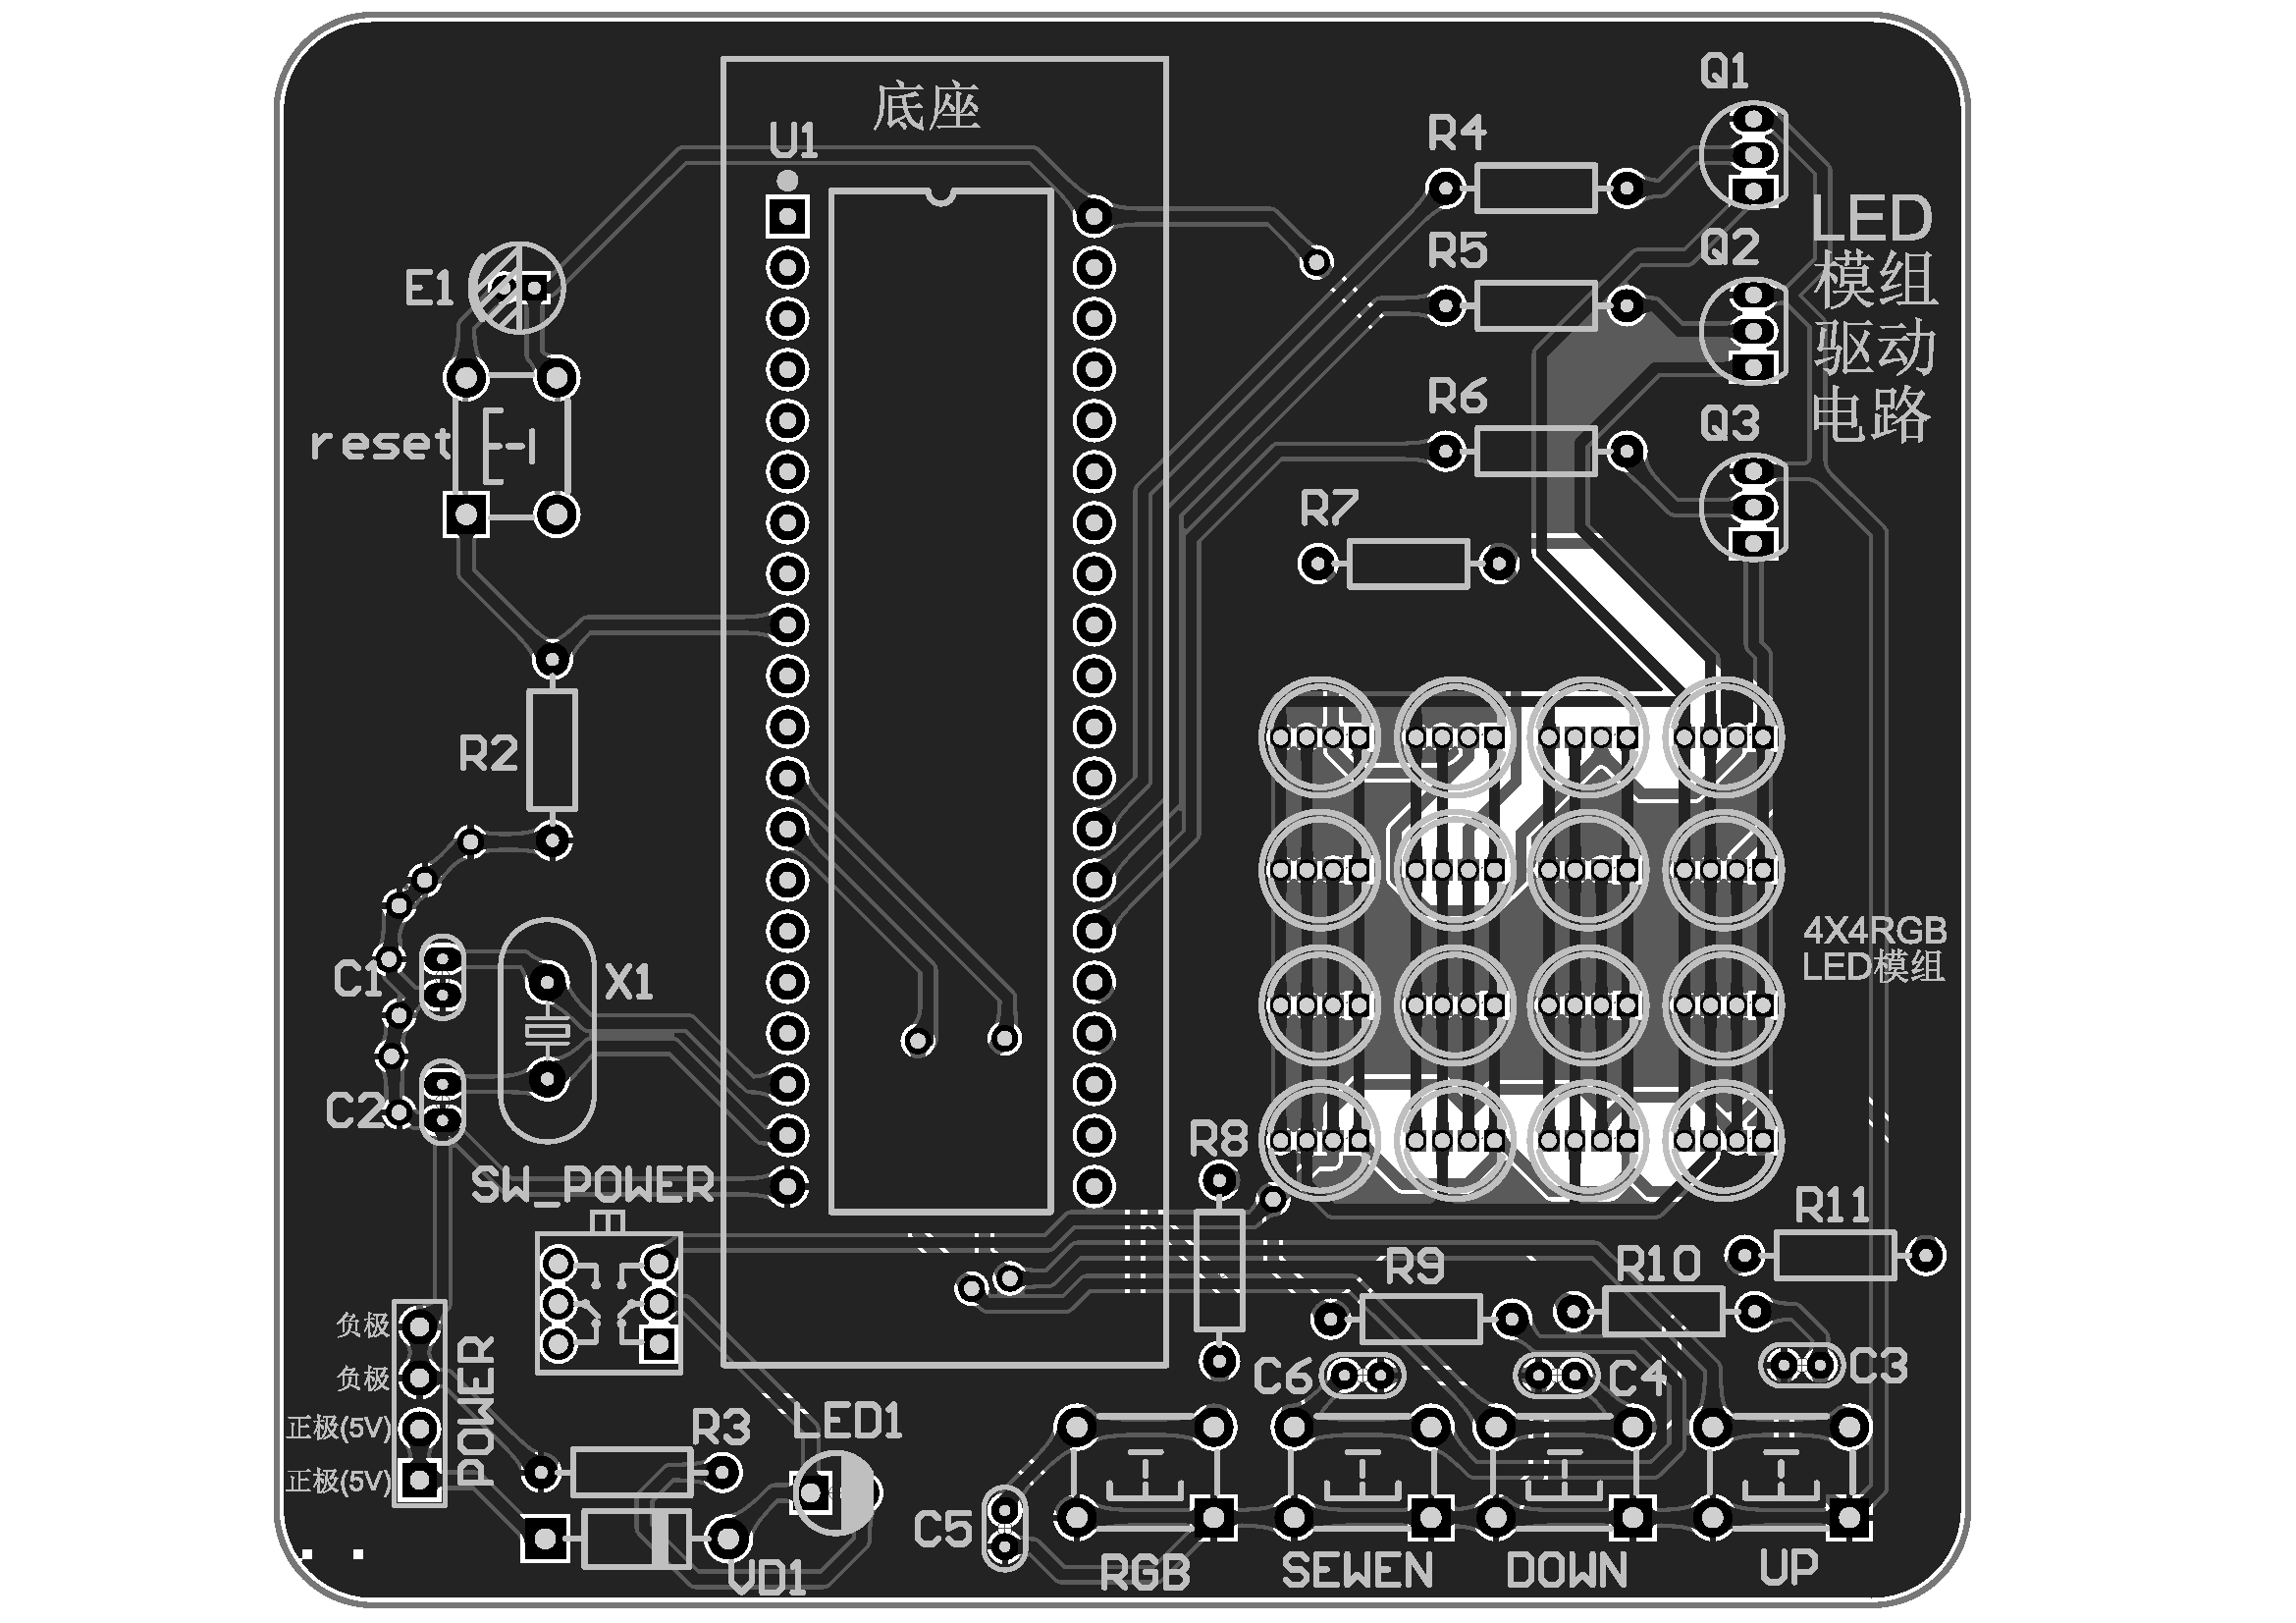 底座
U1
Q1
R4
LED
模组
驱动
电路
R5
Q2
E1
R6
Q3
reset
R7
R2
4X4RGB
LED模组
C1
X1
C2
R8
SW_POWER
R11
R9
R10
负极
负极
正极(5V)
正极(5V)
POWER
R3
LED1
C6
C4
C3
C5
VD1
RGB
SEWEN
DOWN
UP